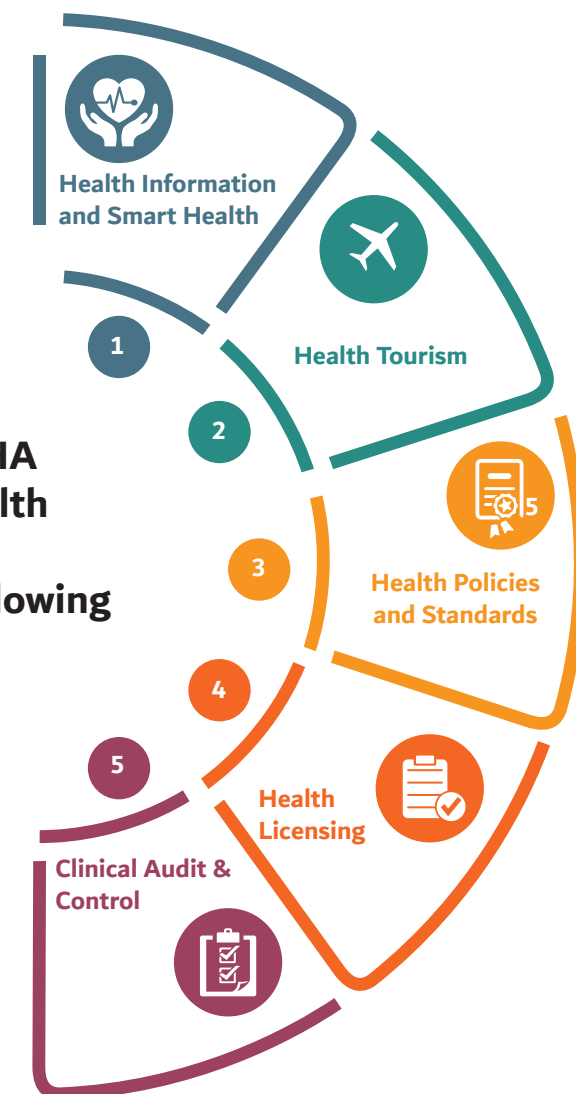 Health Information
and Smart Health
1
Health Tourism
2
HA
lth
lowing
5
3
Health Policies
and Standards
4
Health
Licensing
5
Clinical Audit &
Control